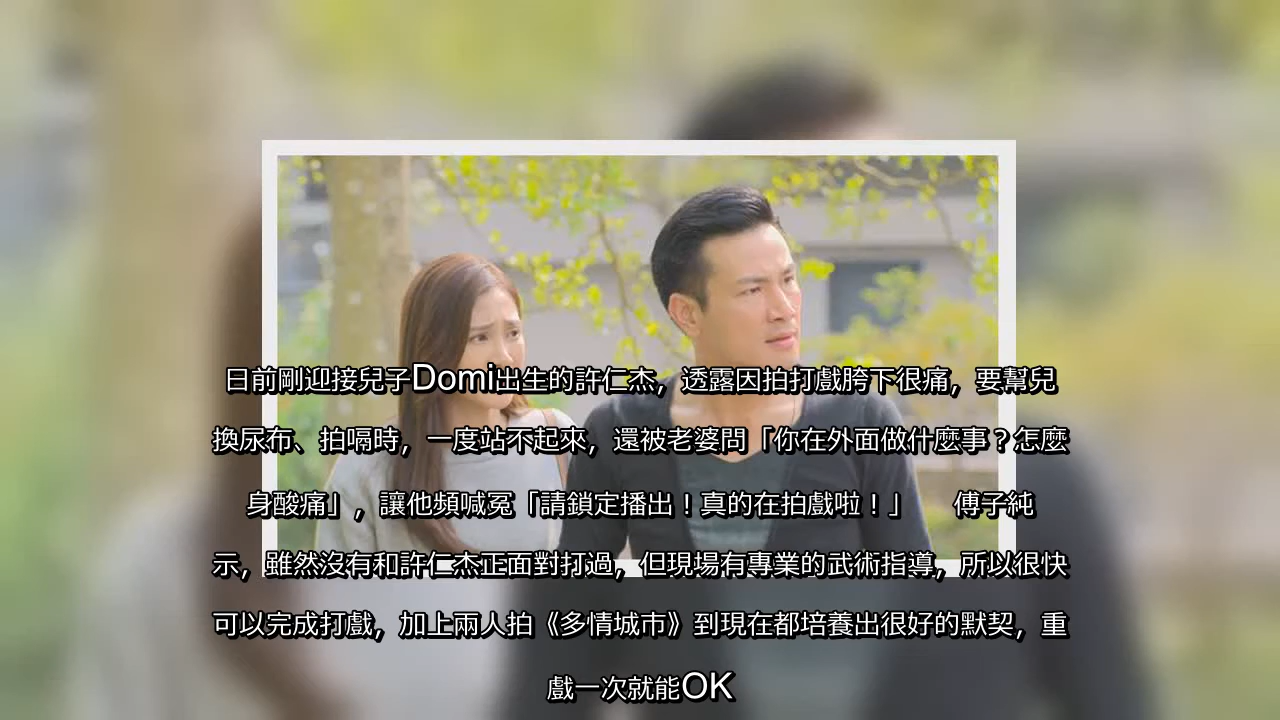 日前剛迎接兒子Domi出生的許仁杰，透露因拍打戲胯下很痛，要幫兒
換尿布、拍嗝時，一度站不起來，還被老婆問「你在外面做什麼事？怎麼
身酸痛」，讓他頻喊冤「請鎖定播出！真的在拍戲啦！」　傅子純
示，雖然沒有和許仁杰正面對打過，但現場有專業的武術指導，所以很快
可以完成打戲，加上兩人拍《多情城市》到現在都培養出很好的默契，重
戲一次就能OK